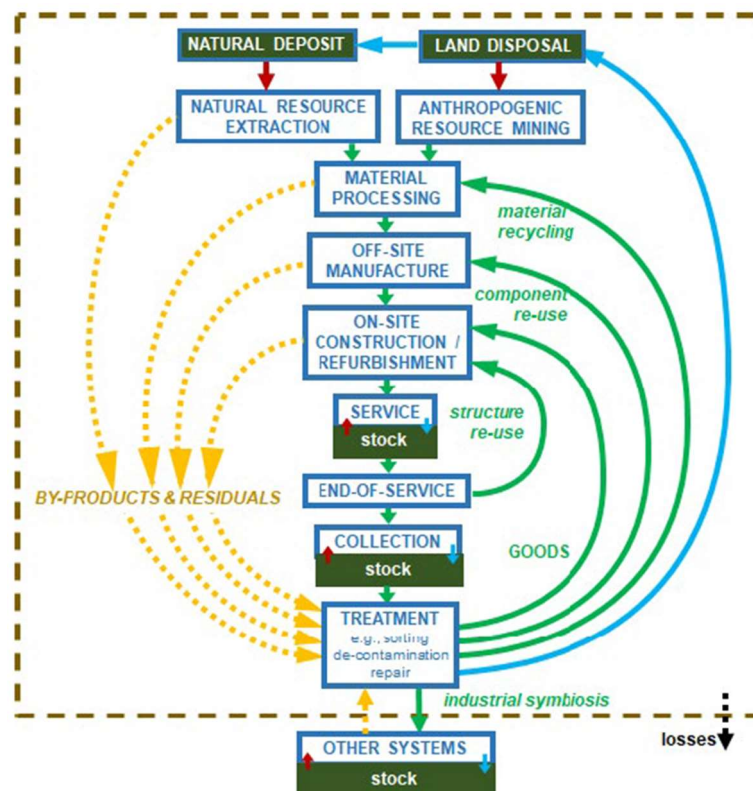 NATURAL DEPOSIT
LAND DISPOSAL
NATURAL RESOURCE
EXTRACTION
ANTHROPOGENIC
RESOURCE MINING
MATERIAL
PROCESSING
material
recycling
OFF-SITE
MANUFACTURE
component
re-use
ON-SITE
CONSTRUCTION /
REFURBISHMENT
SERVICE
stock
structure
re-use
BY-PRODUCTS & RESIDUALS
END-OF-SERVICE
COLLECTION
stock
GOODS
TREATMENT
e.g., sorting
de-contamination
repair
industrial symbiosis
losses
OTHER SYSTEMS
stock